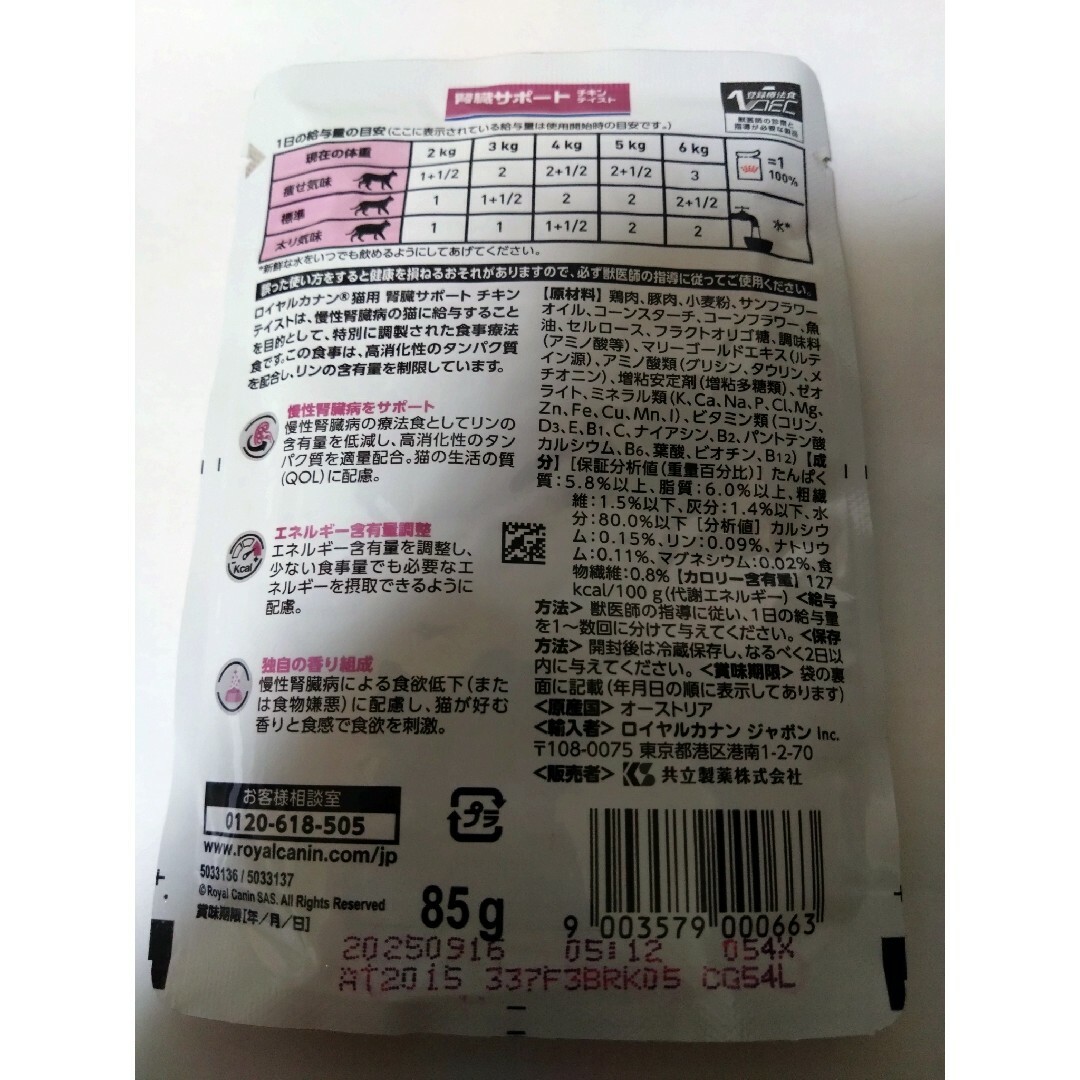 腎臓サポート チキン
テイスト
登録療法食
VDEC
獣医師の診療と
指導が必要な製品
1日の給与量の目安(ここに表示されている給与量は使用開始時の目安です。)
現在の体重 2 kg 3 kg 4 kg 5 kg 6 kg
痩せ気味 1+1/2 2 2+1/2 2+1/2 3
標準 1 1+1/2 2 2 2+1/2
太り気味 1 1 1+1/2 2 2
=1
100%
水*
*新鮮な水をいつでも飲めるようにしてあげてください。
誤った使い方をすると健康を損ねるおそれがありますので、必ず獣医師の指導に従ってご使用ください。
ロイヤルカナン®猫用 腎臓サポート チキン
テイストは、慢性腎臓病の猫に給与すること
を目的として、特別に調製された食事療法
食です。この食事は、高消化性のタンパク質
を配合し、リンの含有量を制限しています。
慢性腎臓病をサポート
慢性腎臓病の療法食としてリンの
含有量を低減し、高消化性のタン
パク質を適量配合。猫の生活の質
(QOL)に配慮。
Kcal
エネルギー含有量調整
エネルギー含有量を調整し、
少ない食事量でも必要なエ
ネルギーを摂取できるように
配慮。
独自の香り組成
慢性腎臓病による食欲低下(また
は食物嫌悪)に配慮し、猫が好む
香りと食感で食欲を刺激。
【原材料】鶏肉、豚肉、小麦粉、サンフラワー
オイル、コーンスターチ、コーンフラワー、魚
油、セルロース、フラクトオリゴ糖、調味料
(アミノ酸等)、マリーゴールドエキス(ルテ
イン源)、アミノ酸類(グリシン、タウリン、メ
チオニン)、増粘安定剤(増粘多糖類)、ゼオ
ライト、ミネラル類(K、Ca、Na、P、Cl、Mg、
Zn、Fe、Cu、Mn、I)、ビタミン類(コリン、
D3、E、B1、C、ナイアシン、B2、パントテン酸
カルシウム、B6、葉酸、ビオチン、B12)【成
分】[保証分析値(重量百分比)]たんぱく
質:5.8%以上、脂質:6.0%以上、粗繊
維:1.5%以下、灰分:1.4%以下、水
分:80.0%以下[分析値]カルシウ
ム:0.15%、リン:0.09%、ナトリウ
ム:0.11%、マグネシウム:0.02%、食
物繊維:0.8%【カロリー含有量】127
kcal/100 g(代謝エネルギー)<給与
方法>獣医師の指導に従い、1日の給与量
を1〜数回に分けて与えてください。<保存
方法>開封後は冷蔵保存し、なるべく2日以
内に与えてください。<賞味期限>袋の裏
面に記載(年月日の順に表示してあります)
<原産国>オーストリア
<輸入者>ロイヤルカナン ジャポン Inc.
〒108-0075 東京都港区港南1-2-70
<販売者> KS 共立製薬株式会社
お客様相談室
0120-618-505
www.royalcanin.com/jp
5033136 / 5033137
©Royal Canin SAS. All Rights Reserved
賞味期限[年/月/日]
プラ
85 g
9 003579 000663
20250916 05:12 054X
AT2015 337F3BRK05 CG54L